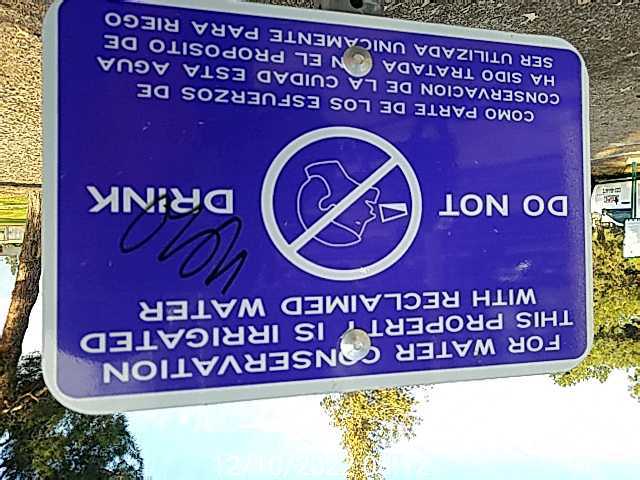 FOR WATER CONSERVATION
THIS PROPERTY IS IRRIGATED
WITH RECLAIMED WATER
DO NOT DRINK
COMO PARTE DE LOS ESFUERZOS DE
CONSERVACION DE LA CUIDAD ESTA AGUA
HA SIDO TRATADA CON EL PROPOSITO DE
SER UTILIZADA UNICAMENTE PARA RIEGO